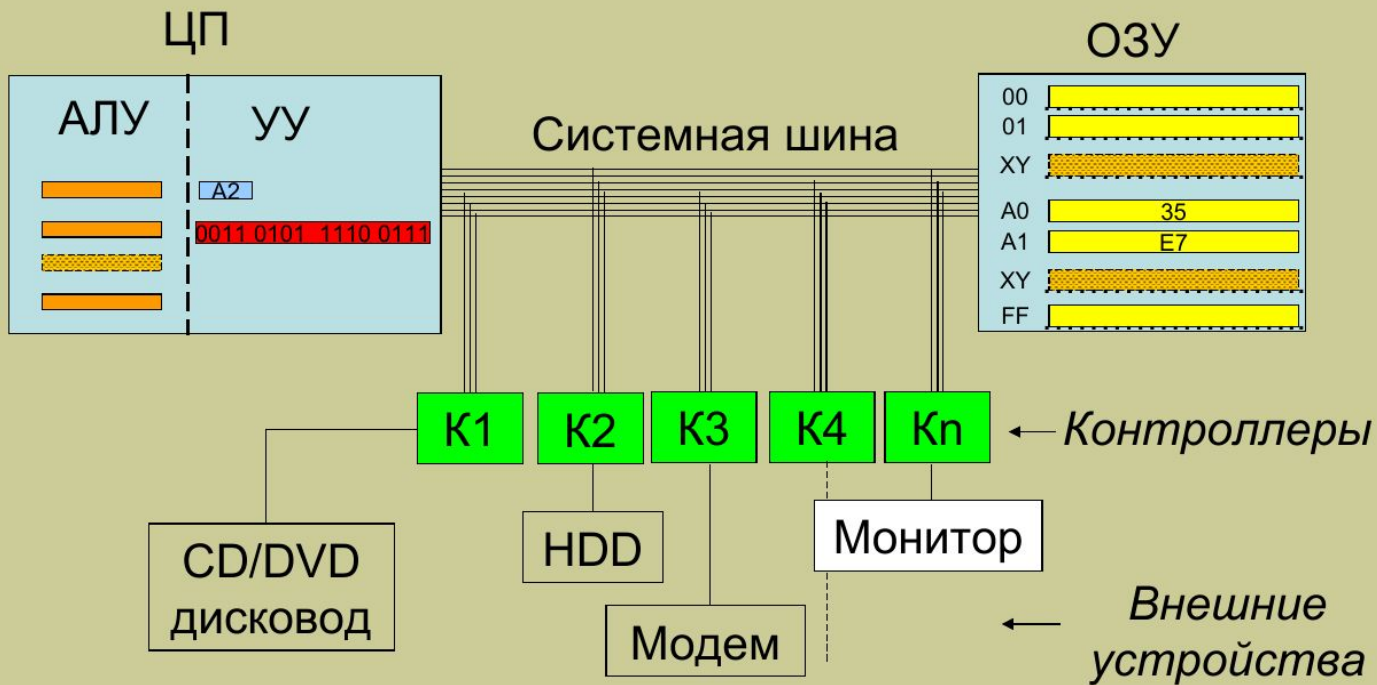 ЦП
ОЗУ
АЛУ
УУ
Системная шина
A2
0011 0101 1110 0111
00
01
XY
A0 35
A1 E7
XY
FF
К1
К2
К3
К4
Кn
Контроллеры
CD/DVD
дисковод
HDD
Модем
Монитор
Внешние
устройства